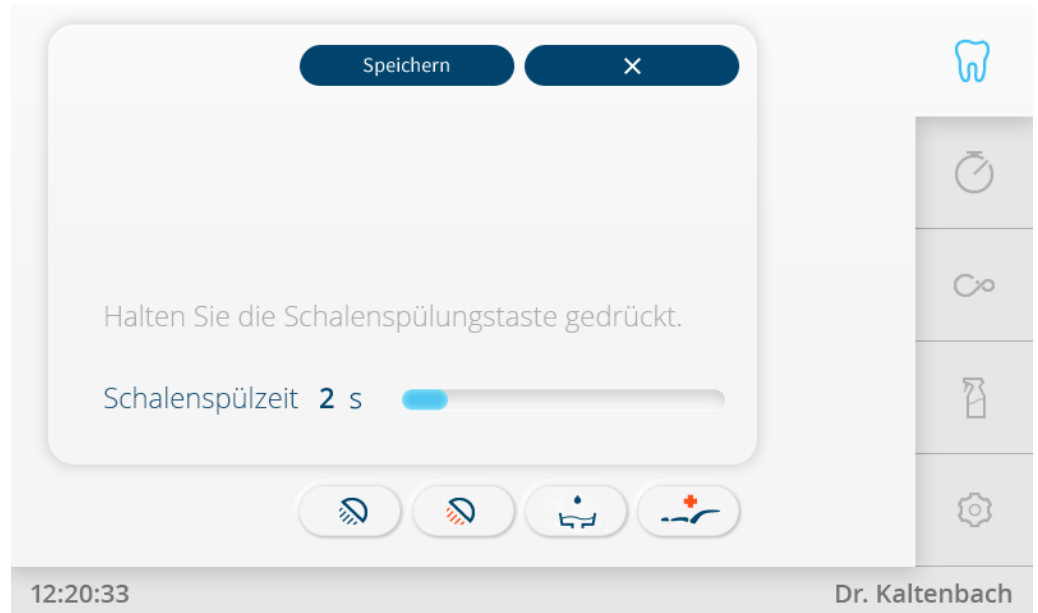 Speichern
Halten Sie die Schalenspülungstaste gedrückt.
Schalenspülzeit 2 s
12:20:33
Dr. Kaltenbach